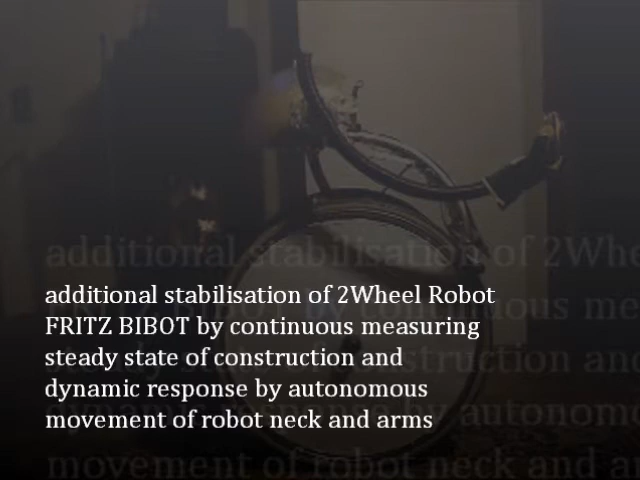 additional stabilisation of 2Wheel Robot
FRITZ BIBOT by continuous measuring
steady state of construction and
dynamic response by autonomous
movement of robot neck and arms